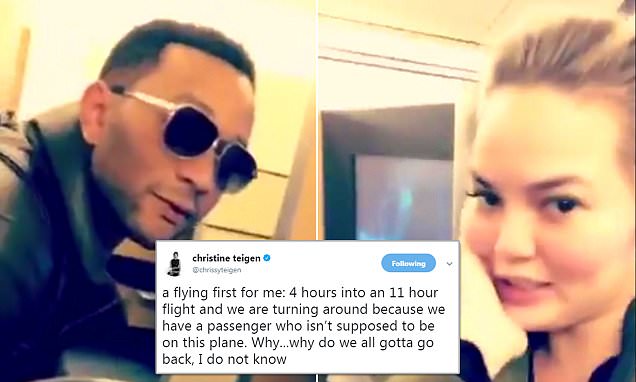 christine teigen
@chrissyteigen
Following
a flying first for me: 4 hours into an 11 hour
flight and we are turning around because we
have a passenger who isn't supposed to be
on this plane. Why...why do we all gotta go
back, I do not know